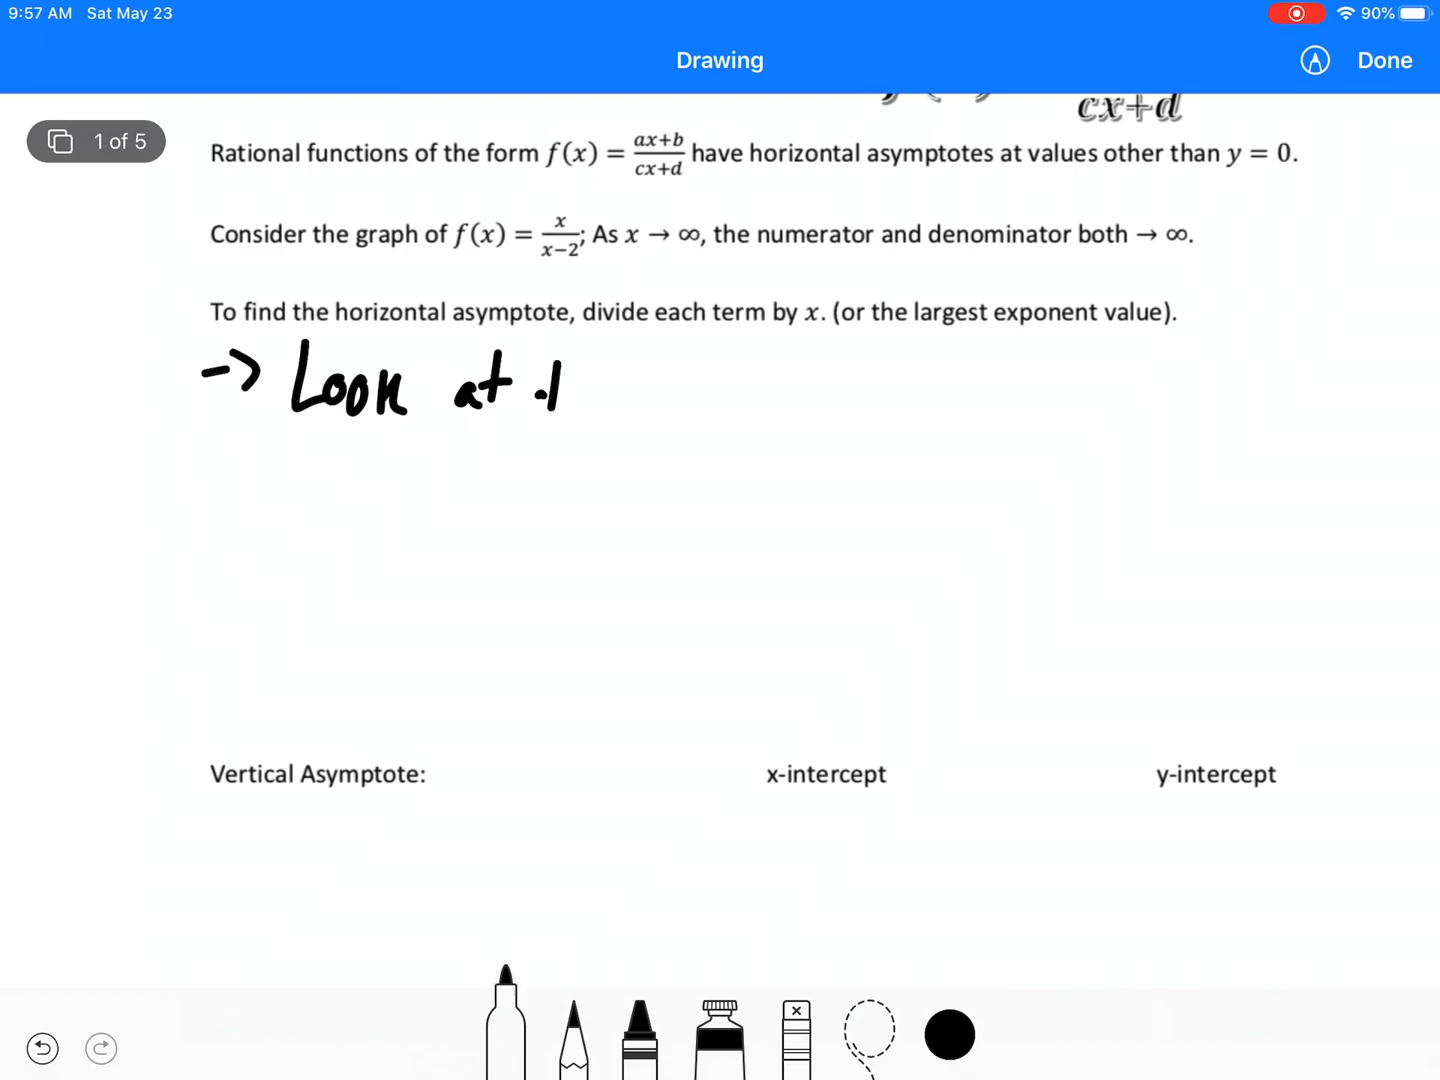 9:57 AM Sat May 23
90%
Drawing
Done
cx+d
1 of 5
Rational functions of the form f(x) = ax+b/cx+d have horizontal asymptotes at values other than y = 0.
Consider the graph of f(x) = x/x−2; As x → ∞, the numerator and denominator both → ∞.
To find the horizontal asymptote, divide each term by x. (or the largest exponent value).
-> Look at
Vertical Asymptote:
x-intercept
y-intercept